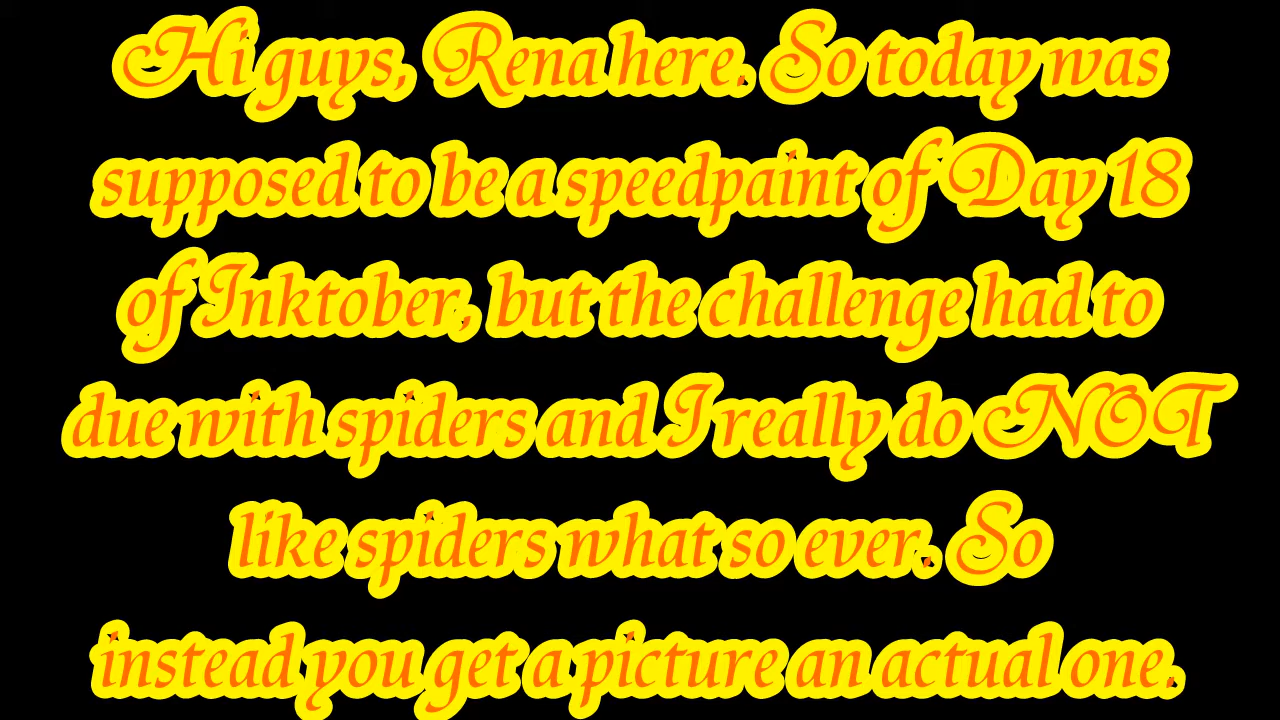 Hi guys, Rena here. So today was
supposed to be a speedpaint of Day 18
of Inktober, but the challenge had to
due with spiders and I really do NOT
like spiders what so ever. So
instead you get a picture an actual one.